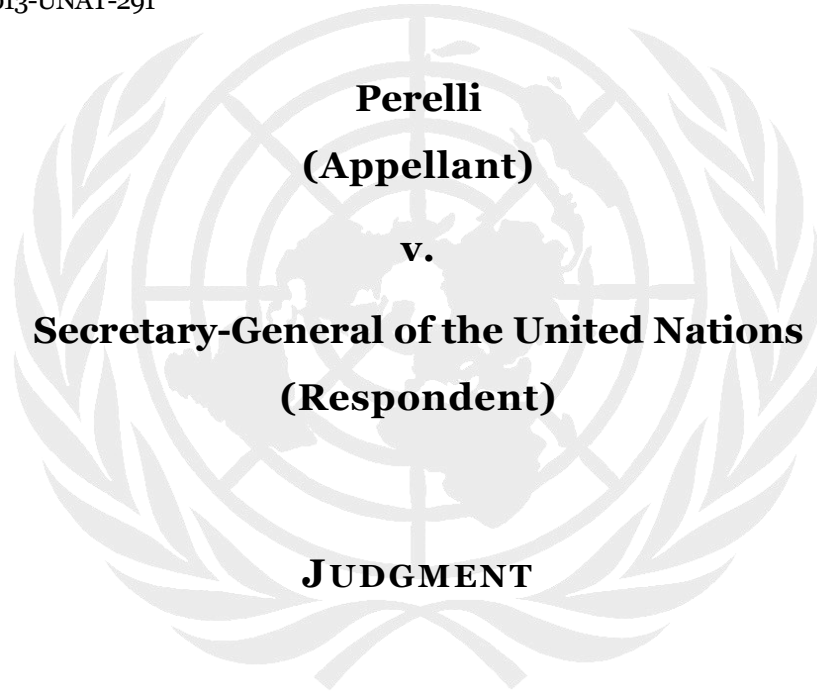 Perelli
(Appellant)
v.
Secretary-General of the United Nations
(Respondent)
JUDGMENT